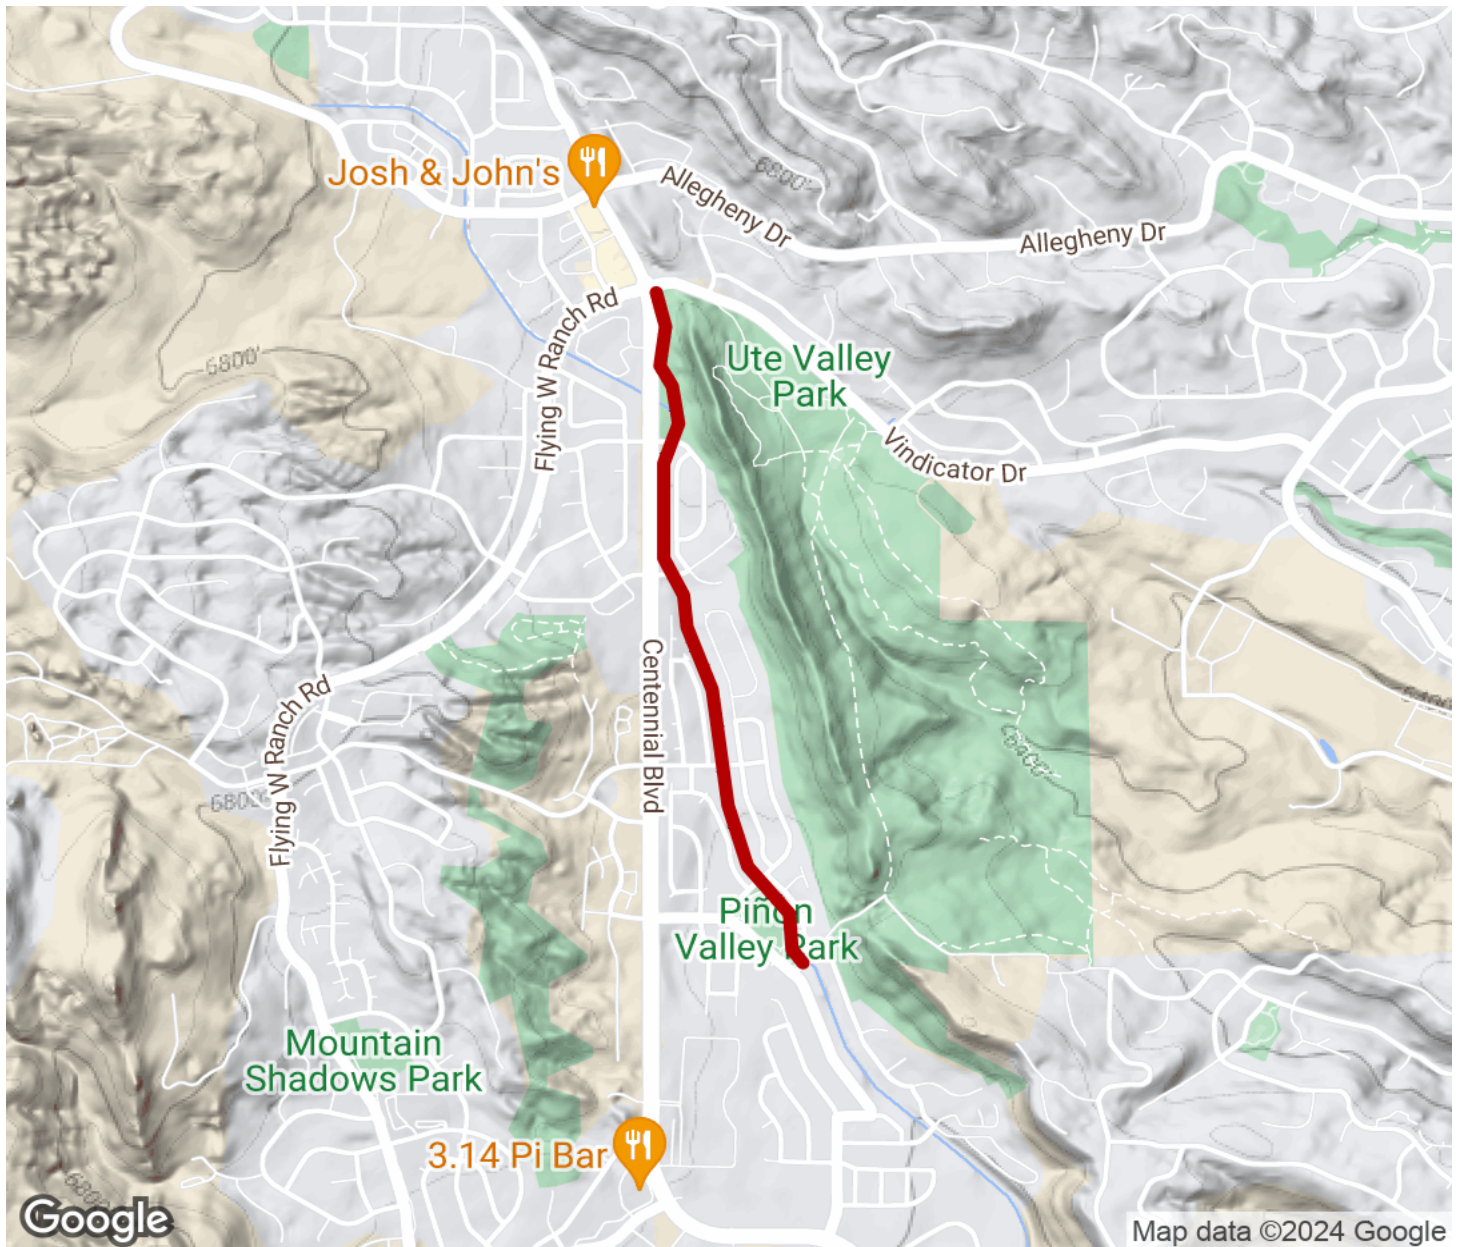 Josh & John's
Allegheny Dr
6800'
Allegheny Dr
Flying W Ranch Rd
6800'
Ute Valley
Park
Vindicator Dr
Centennial Blvd
Flying W Ranch Rd
6800'
6800'
Piñon
Valley Park
Mountain
Shadows Park
3.14 Pi Bar
Google
Map data ©2024 Google